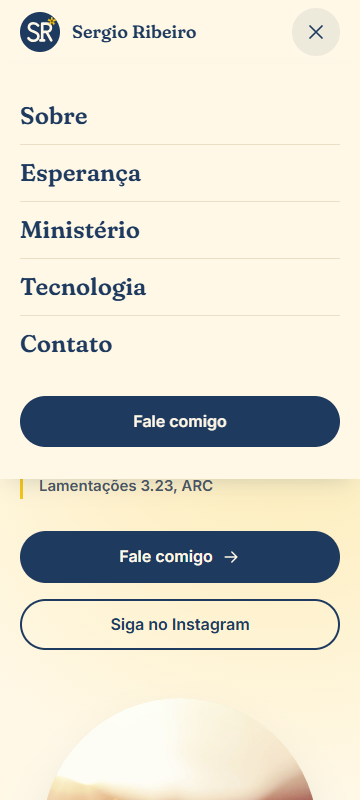 SR
Sergio Ribeiro
Sobre
Esperança
Ministério
Tecnologia
Contato
Fale comigo
Lamentações 3.23, ARC
Fale comigo →
Siga no Instagram